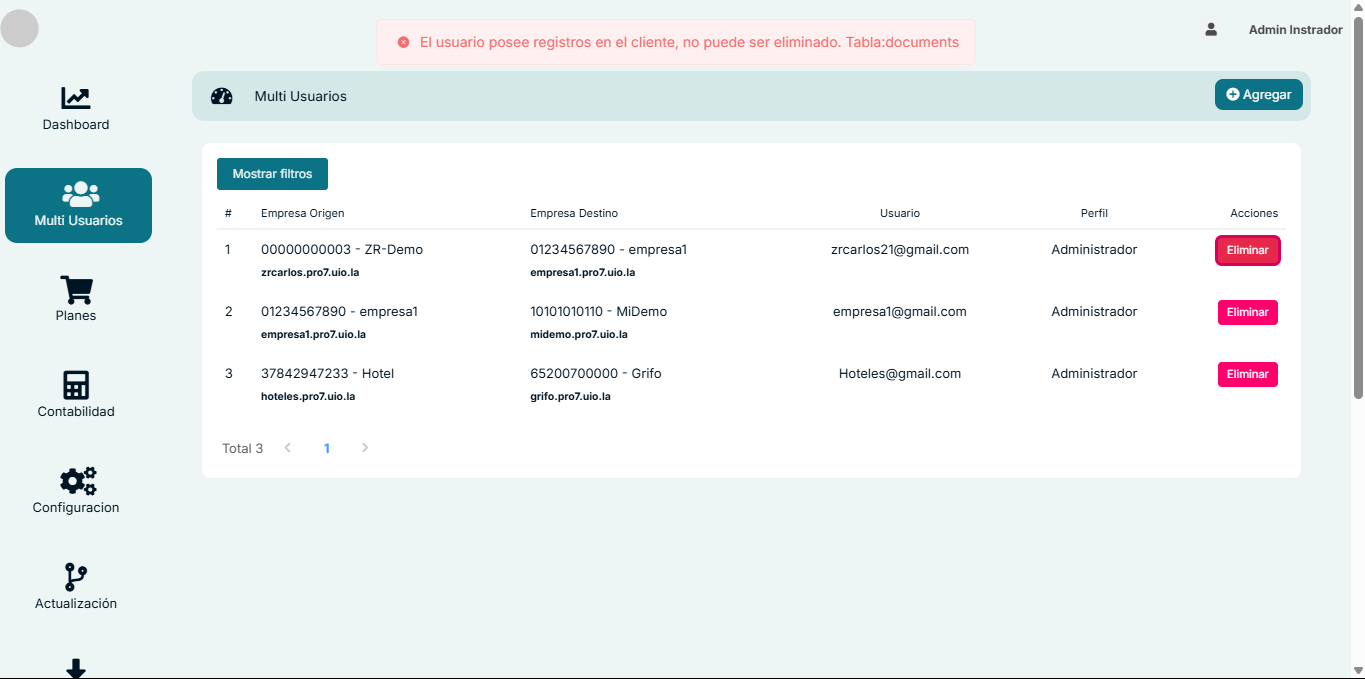 El usuario posee registros en el cliente, no puede ser eliminado. Tabla:documents
Admin Instrador
Multi Usuarios
Agregar
Dashboard
Multi Usuarios
Planes
Contabilidad
Configuracion
Actualización
Mostrar filtros
# Empresa Origen Empresa Destino Usuario Perfil Acciones
1 00000000003 - ZR-Demo 01234567890 - empresa1 zrcarlos21@gmail.com Administrador Eliminar
zrcarlos.pro7.uio.la empresa1.pro7.uio.la
2 01234567890 - empresa1 10101010110 - MiDemo empresa1@gmail.com Administrador Eliminar
empresa1.pro7.uio.la midemo.pro7.uio.la
3 37842947233 - Hotel 65200700000 - Grifo Hoteles@gmail.com Administrador Eliminar
hoteles.pro7.uio.la grifo.pro7.uio.la
Total 3 1